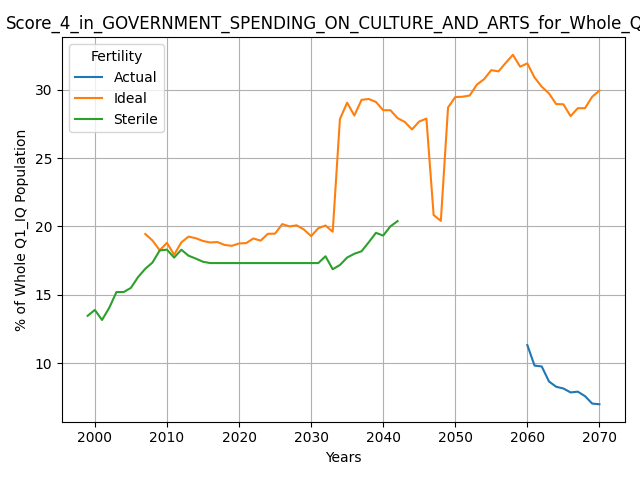 Score_4_in_GOVERNMENT_SPENDING_ON_CULTURE_AND_ARTS_for_Whole_Q
Fertility
Actual
Ideal
Sterile
% of Whole Q1_IQ Population
30
25
20
15
10
2000 2010 2020 2030 2040 2050 2060 2070
Years